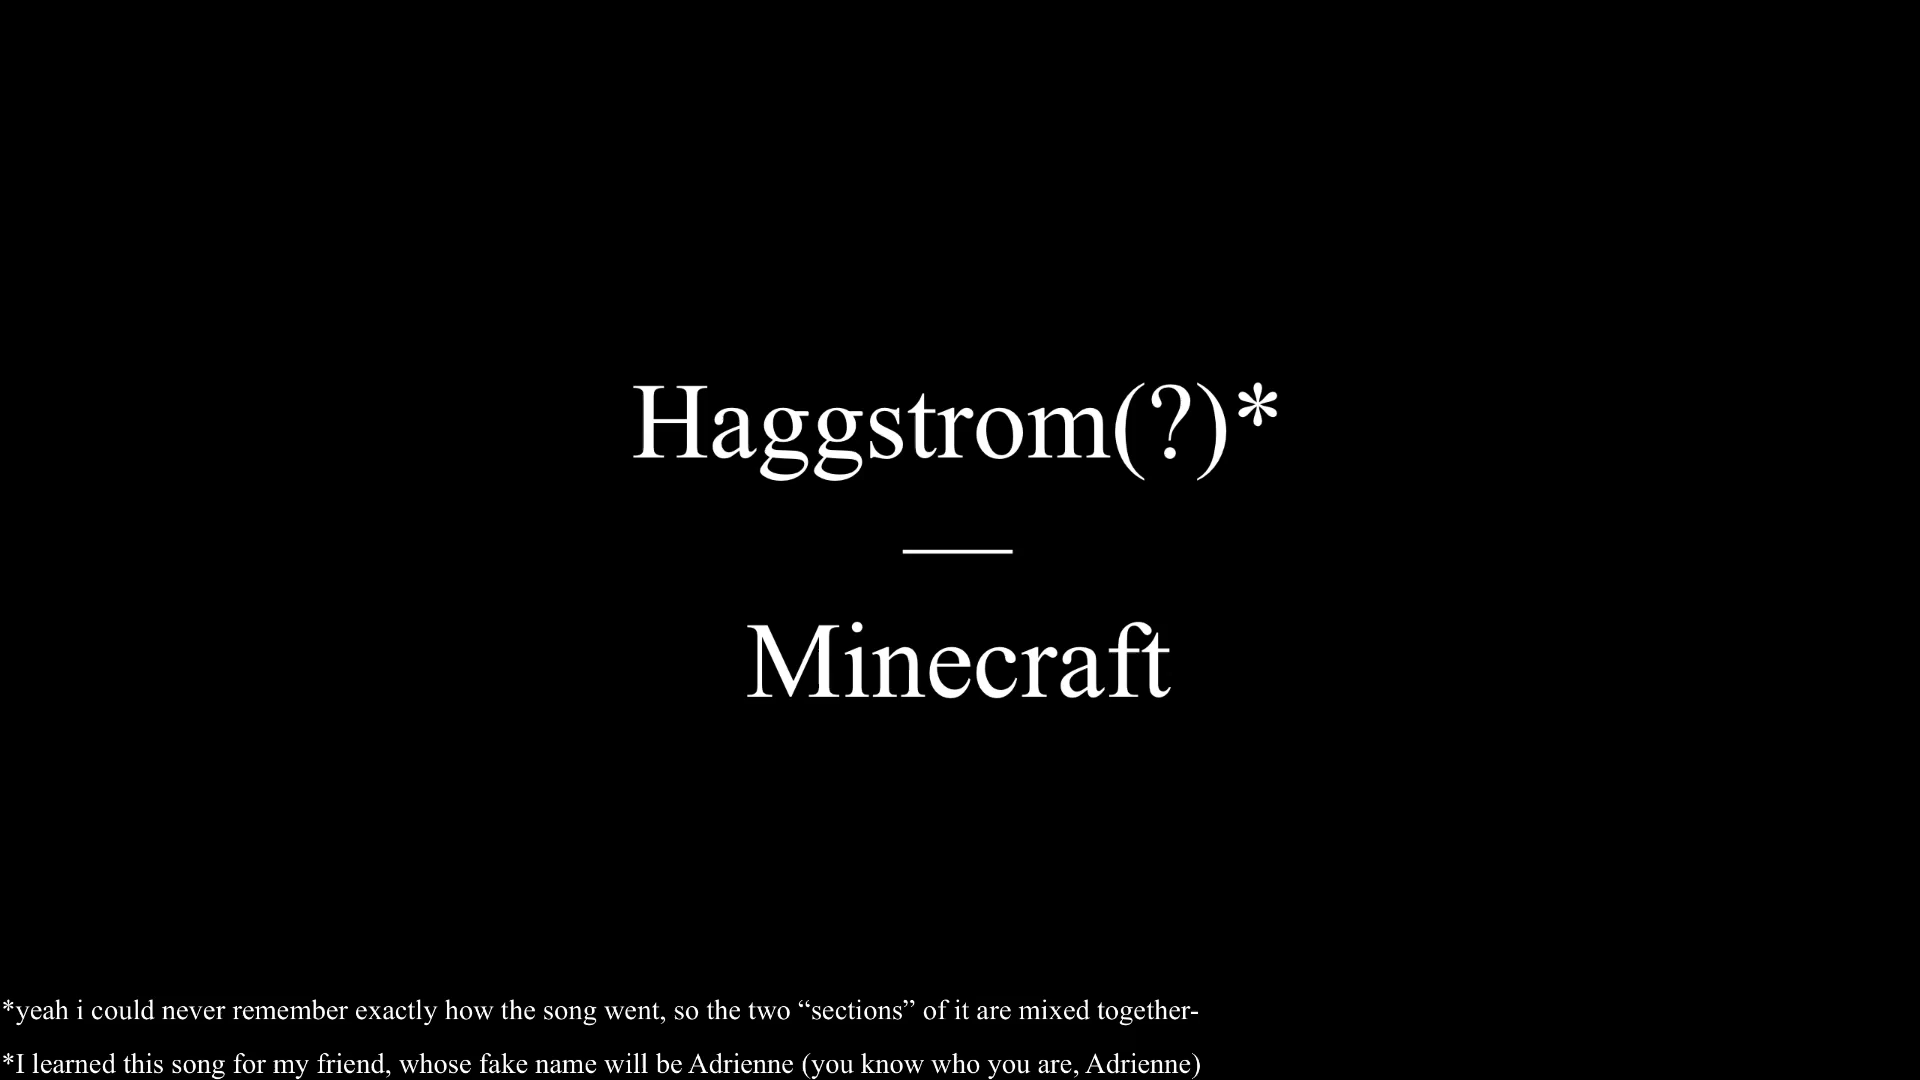 Haggstrom(?)*
—
Minecraft
*yeah i could never remember exactly how the song went, so the two “sections” of it are mixed together-
*I learned this song for my friend, whose fake name will be Adrienne (you know who you are, Adrienne)